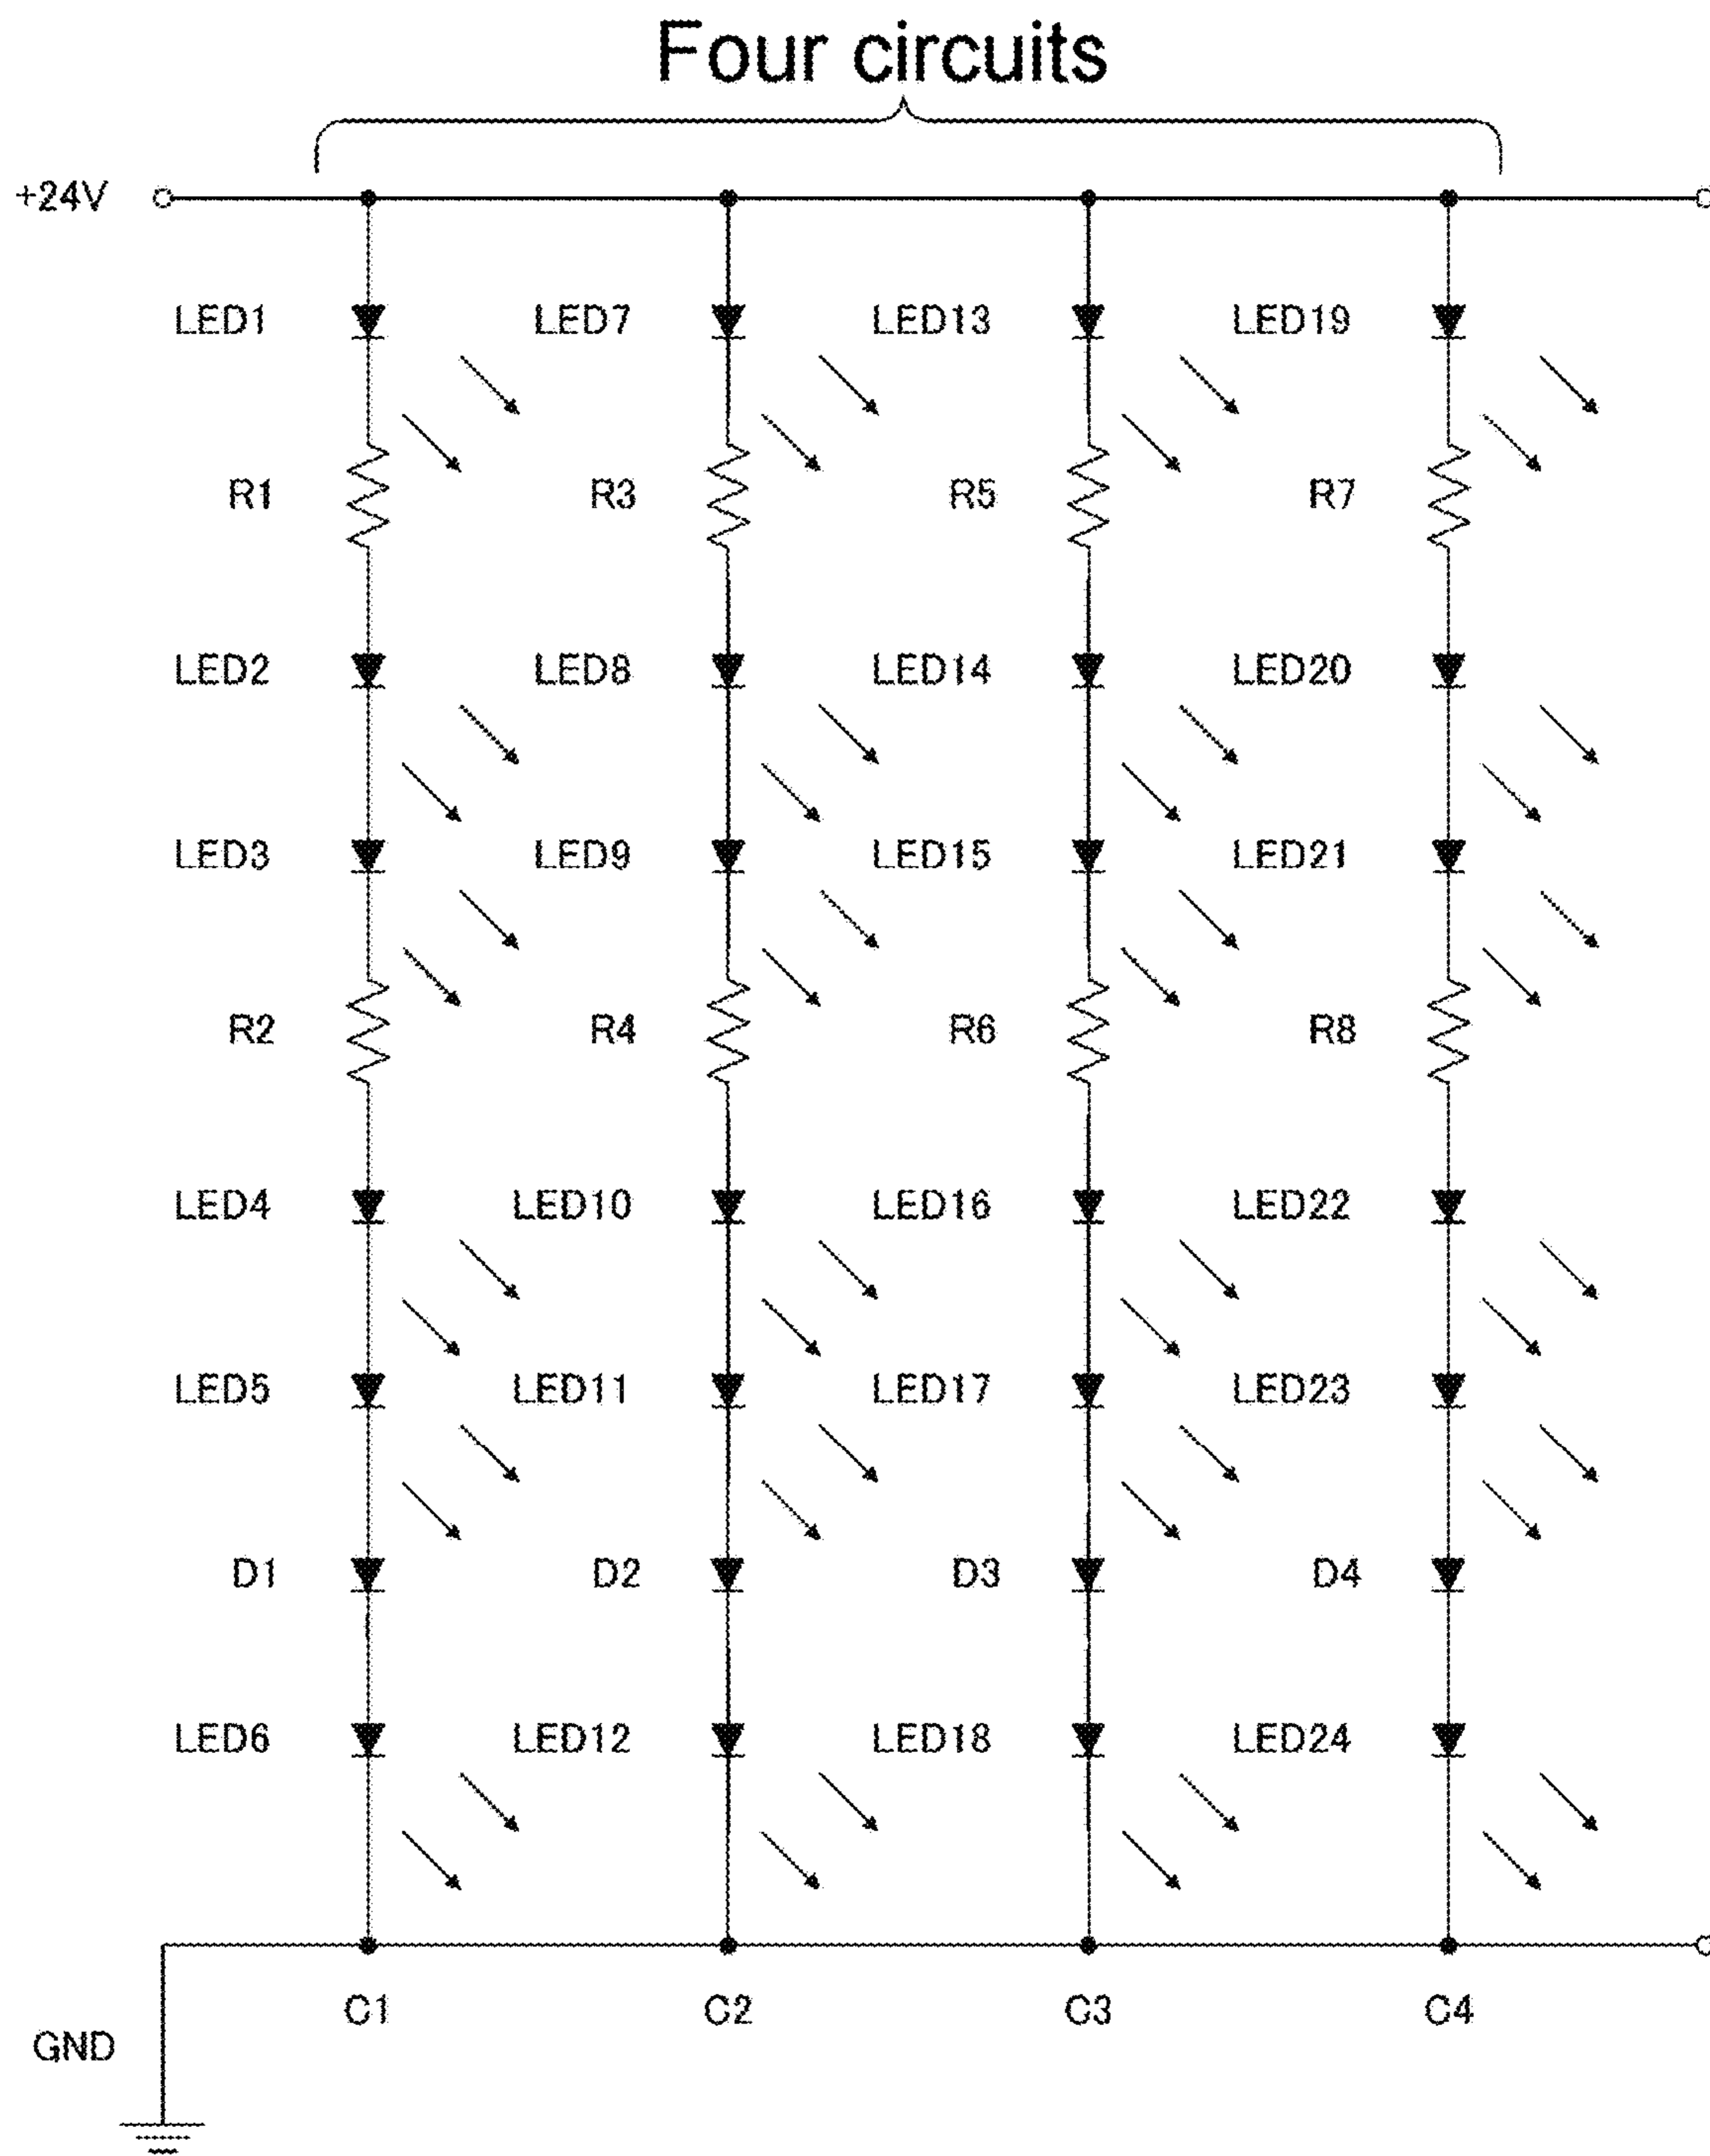 Four circuits
+24V
LED1 LED7 LED13 LED19
R1 R3 R5 R7
LED2 LED8 LED14 LED20
LED3 LED9 LED15 LED21
R2 R4 R6 R8
LED4 LED10 LED16 LED22
LED5 LED11 LED17 LED23
D1 D2 D3 D4
LED6 LED12 LED18 LED24
C1 C2 C3 C4
GND